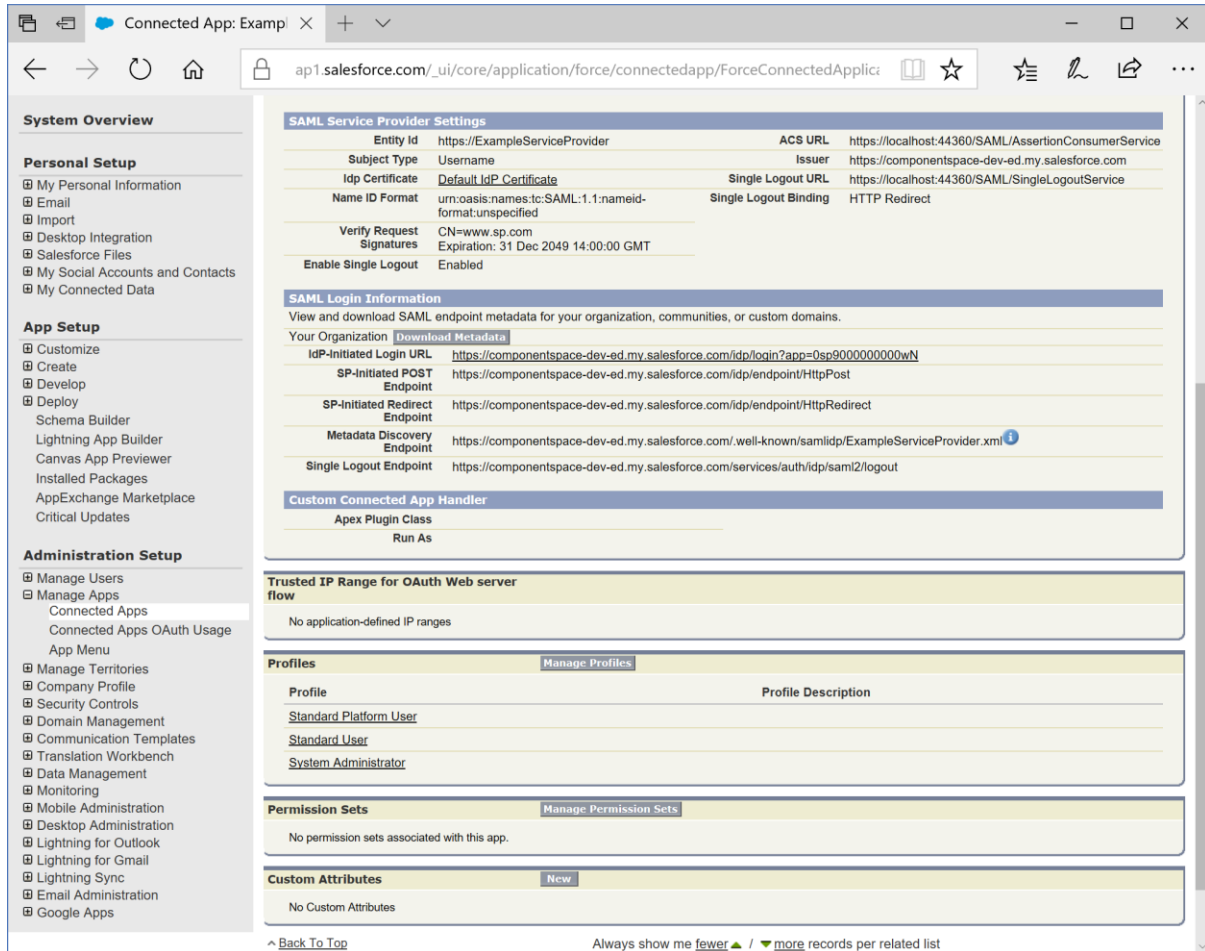 Connected App: Exampl
ap1.salesforce.com/_ui/core/application/force/connectedapp/ForceConnectedApplica
System Overview
Personal Setup
My Personal Information
Email
Import
Desktop Integration
Salesforce Files
My Social Accounts and Contacts
My Connected Data
App Setup
Customize
Create
Develop
Deploy
Schema Builder
Lightning App Builder
Canvas App Previewer
Installed Packages
AppExchange Marketplace
Critical Updates
Administration Setup
Manage Users
Manage Apps
Connected Apps
Connected Apps OAuth Usage
App Menu
Manage Territories
Company Profile
Security Controls
Domain Management
Communication Templates
Translation Workbench
Data Management
Monitoring
Mobile Administration
Desktop Administration
Lightning for Outlook
Lightning for Gmail
Lightning Sync
Email Administration
Google Apps
SAML Service Provider Settings
Entity Id https://ExampleServiceProvider ACS URL https://localhost:44360/SAML/AssertionConsumerService
Subject Type Username Issuer https://componentspace-dev-ed.my.salesforce.com
Idp Certificate Default IdP Certificate Single Logout URL https://localhost:44360/SAML/SingleLogoutService
Name ID Format urn:oasis:names:tc:SAML:1.1:nameid- Single Logout Binding HTTP Redirect
format:unspecified
Verify Request CN=www.sp.com
Signatures Expiration: 31 Dec 2049 14:00:00 GMT
Enable Single Logout Enabled
SAML Login Information
View and download SAML endpoint metadata for your organization, communities, or custom domains.
Your Organization Download Metadata
IdP-Initiated Login URL https://componentspace-dev-ed.my.salesforce.com/idp/login?app=0sp9000000000wN
SP-Initiated POST https://componentspace-dev-ed.my.salesforce.com/idp/endpoint/HttpPost
Endpoint
SP-Initiated Redirect https://componentspace-dev-ed.my.salesforce.com/idp/endpoint/HttpRedirect
Endpoint
Metadata Discovery https://componentspace-dev-ed.my.salesforce.com/.well-known/samlidp/ExampleServiceProvider.xml
Endpoint
Single Logout Endpoint https://componentspace-dev-ed.my.salesforce.com/services/auth/idp/saml2/logout
Custom Connected App Handler
Apex Plugin Class
Run As
Trusted IP Range for OAuth Web server
flow
No application-defined IP ranges
Profiles Manage Profiles
Profile Profile Description
Standard Platform User
Standard User
System Administrator
Permission Sets Manage Permission Sets
No permission sets associated with this app.
Custom Attributes New
No Custom Attributes
^ Back To Top Always show me fewer ▲ / ▼ more records per related list